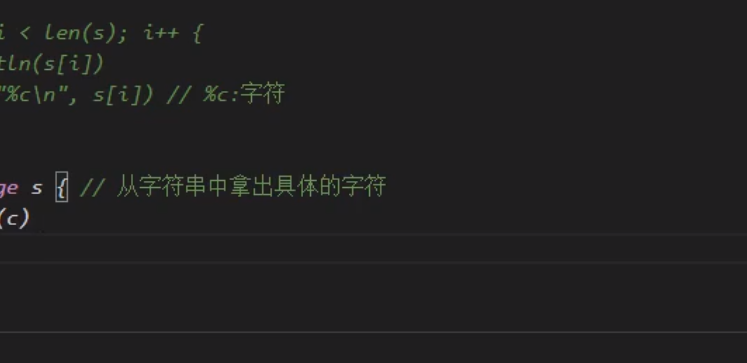 i < len(s); i++ {
tln(s[i])
"%c\n", s[i]) // %c:字符
ge s { // 从字符串中拿出具体的字符
(c)